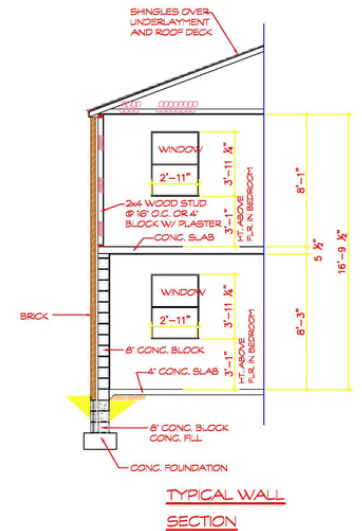 SHINGLES OVER
UNDERLAYMENT
AND ROOF DECK
WINDOW
2'-11"
3'-11 ¼"
3'-1"
HT. ABOVE
FLR. IN BEDROOM
8'-1"
2x4 WOOD STUD
@ 16' O.C. OR 4'
BLOCK W/ PLASTER
CONC. SLAB
5 ½"
16'-9 ½"
WINDOW
2'-11"
3'-11 ¼"
3'-1"
HT. ABOVE
FLR. IN BEDROOM
8'-3"
BRICK
8' CONC. BLOCK
4' CONC. SLAB
8' CONC. BLOCK
CONC. FILL
CONC. FOUNDATION
TYPICAL WALL
SECTION